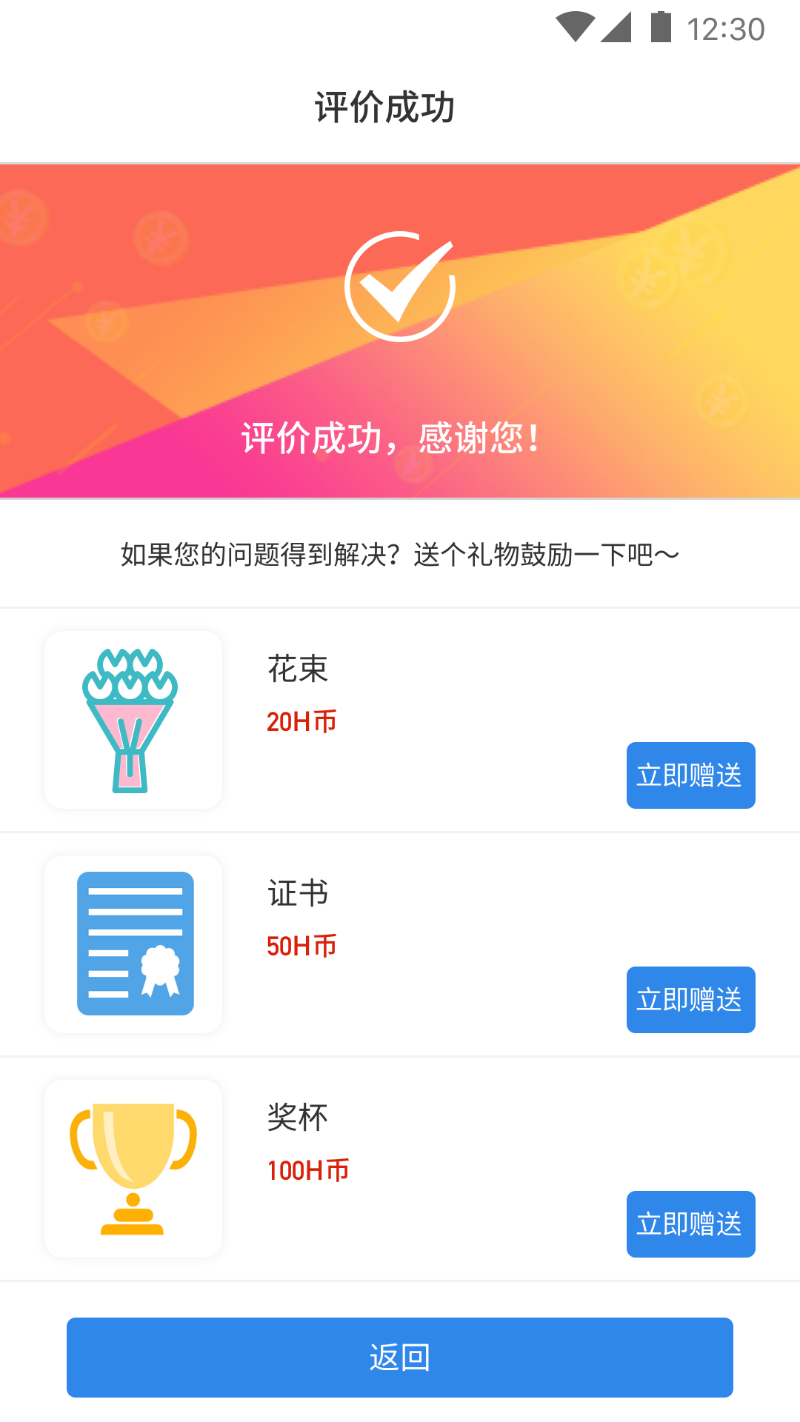 12:30
评价成功
评价成功，感谢您！
如果您的问题得到解决？送个礼物鼓励一下吧～
花束
20H币
立即赠送
证书
50H币
立即赠送
奖杯
100H币
立即赠送
返回